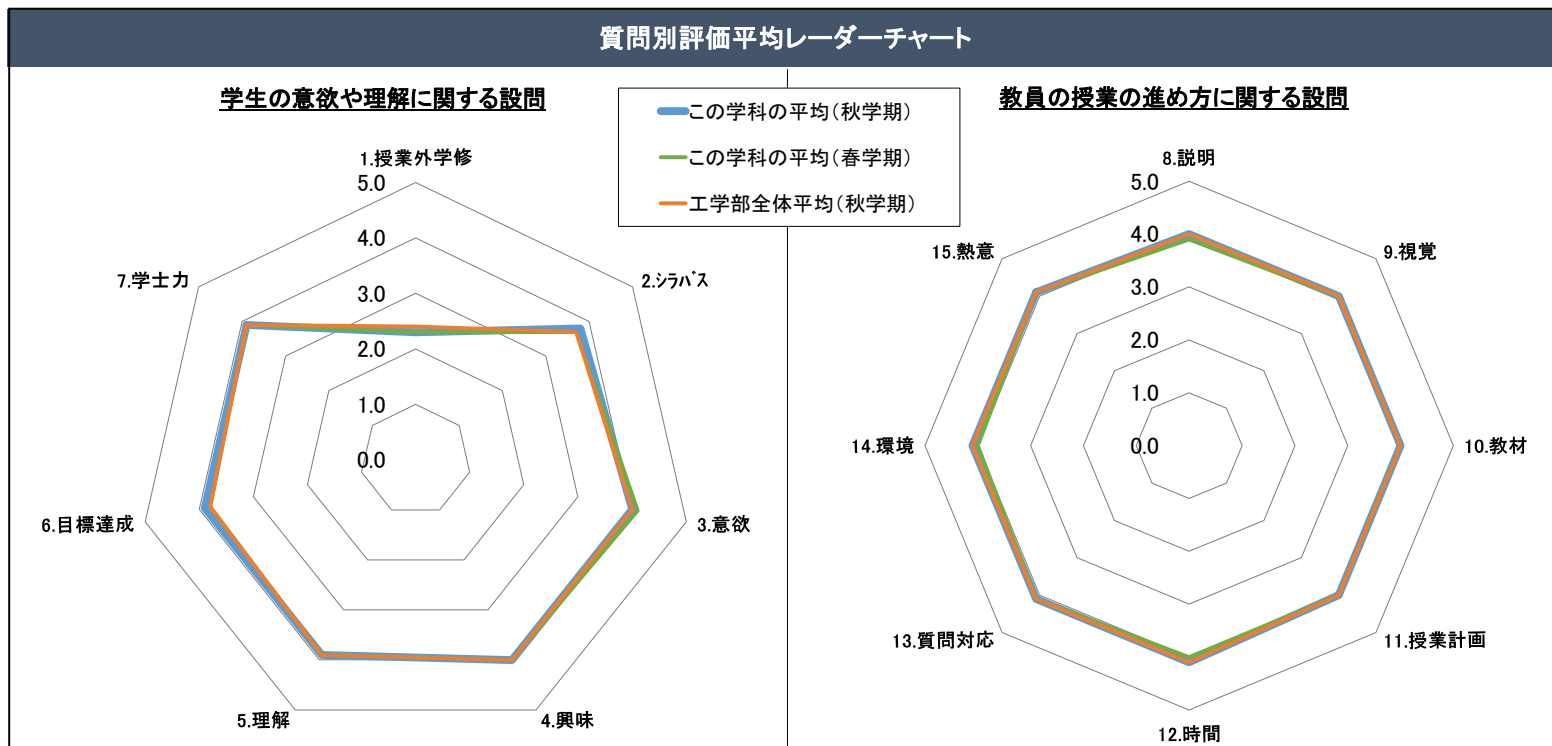 質問別評価平均レーダーチャート
学生の意欲や理解に関する設問
この学科の平均(秋学期)
この学科の平均(春学期)
工学部全体平均(秋学期)
教員の授業の進め方に関する設問
1.授業外学修
5.0
4.0
3.0
2.0
1.0
0.0
2.シラバス
3.意欲
4.興味
5.理解
6.目標達成
7.学士力
8.説明
5.0
4.0
3.0
2.0
1.0
0.0
9.視覚
10.教材
11.授業計画
12.時間
13.質問対応
14.環境
15.熱意